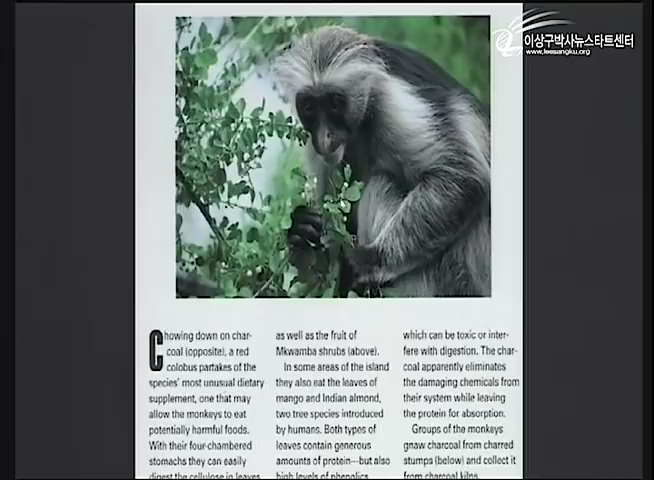 이상구박사뉴스타트센터
www.leesangku.org
Chowing down on char-
coal (opposite), a red
colobus partakes of the
species' most unusual dietary
supplement, one that may
allow the monkeys to eat
potentially harmful foods.
With their four-chambered
stomachs they can easily
digest the cellulose in leaves
as well as the fruit of
Mkwamba shrubs (above).
In some areas of the island
they also eat the leaves of
mango and Indian almond,
two tree species introduced
by humans. Both types of
leaves contain generous
amounts of protein—but also
high levels of phenolics
which can be toxic or inter-
fere with digestion. The char-
coal apparently eliminates
the damaging chemicals from
their system while leaving
the protein for absorption.
Groups of the monkeys
gnaw charcoal from charred
stumps (below) and collect it
from charcoal kilns